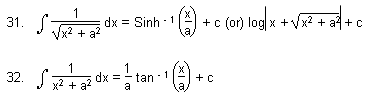 31. ∫ 1/√(x² + a²) dx = Sinh⁻¹ (x/a) + c (or) log|x + √(x² + a²)| + c
32. ∫ 1/(x² + a²) dx = 1/a tan⁻¹ (x/a) + c